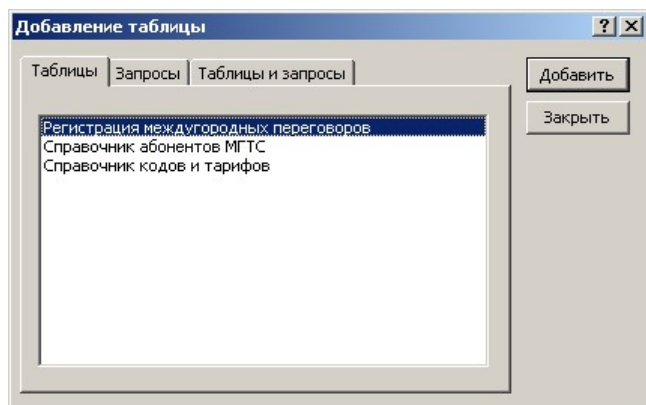 Добавление таблицы
Таблицы Запросы Таблицы и запросы
Добавить
Закрыть
Регистрация междугородных переговоров
Справочник абонентов МГТС
Справочник кодов и тарифов